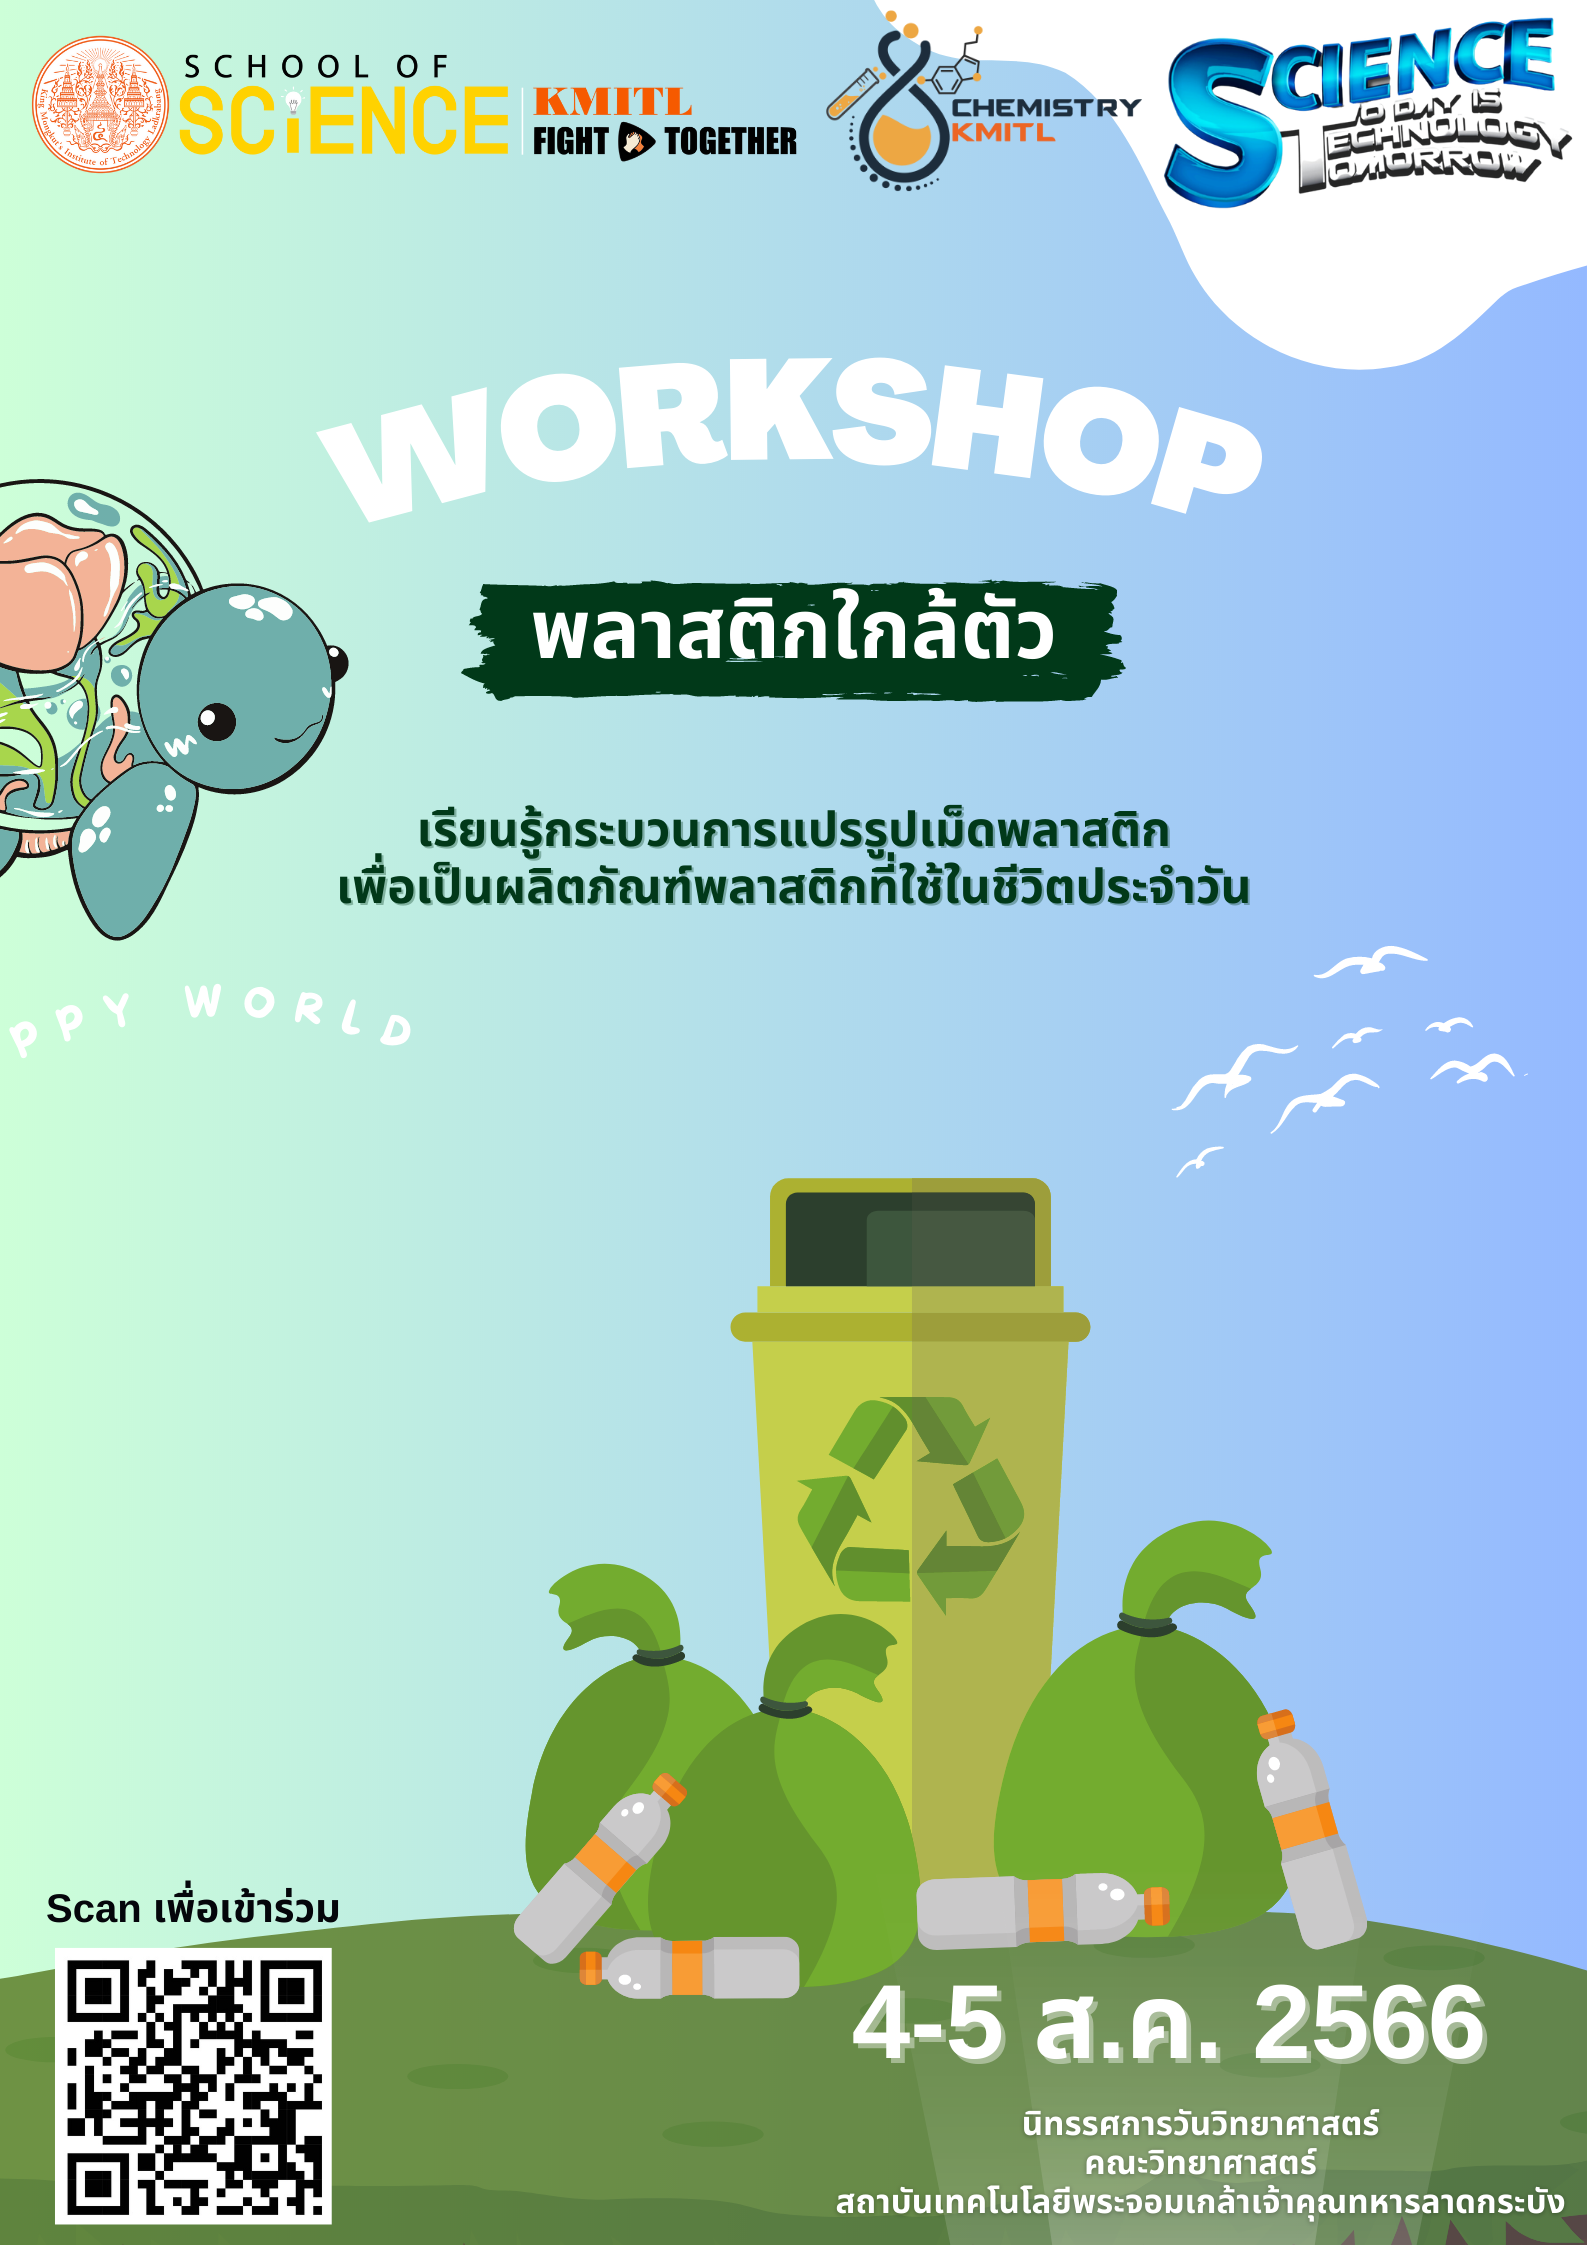 SCHOOL OF
SCiENCE
KMITL
FIGHT TOGETHER
King Mongkut's Institute of Technology Ladkrabang
CHEMISTRY
KMITL
SCIENCE
TODAY IS
TECHNOLOGY
TOMORROW
WORKSHOP
พลาสติกใกล้ตัว
เรียนรู้กระบวนการแปรรูปเม็ดพลาสติก
เพื่อเป็นผลิตภัณฑ์พลาสติกที่ใช้ในชีวิตประจำวัน
PPY WORLD
Scan เพื่อเข้าร่วม
4-5 ส.ค. 2566
นิทรรศการวันวิทยาศาสตร์
คณะวิทยาศาสตร์
สถาบันเทคโนโลยีพระจอมเกล้าเจ้าคุณทหารลาดกระบัง